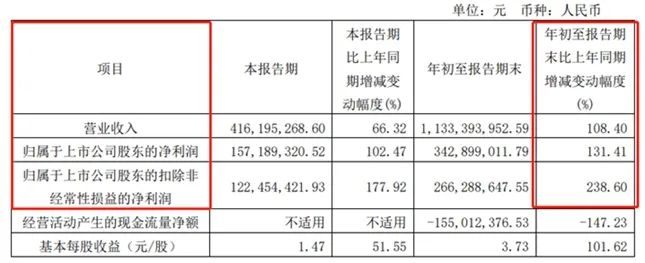 单位：元 币种：人民币
项目 本报告期 本报告期比上年同期增减变动幅度(%) 年初至报告期末 年初至报告期末比上年同期增减变动幅度(%)
营业收入 416,195,268.60 66.32 1,133,393,952.59 108.40
归属于上市公司股东的净利润 157,189,320.52 102.47 342,899,011.79 131.41
归属于上市公司股东的扣除非经常性损益的净利润 122,454,421.93 177.92 266,288,647.55 238.60
经营活动产生的现金流量净额 不适用 不适用 -155,012,376.53 -147.23
基本每股收益（元/股） 1.47 51.55 3.73 101.62